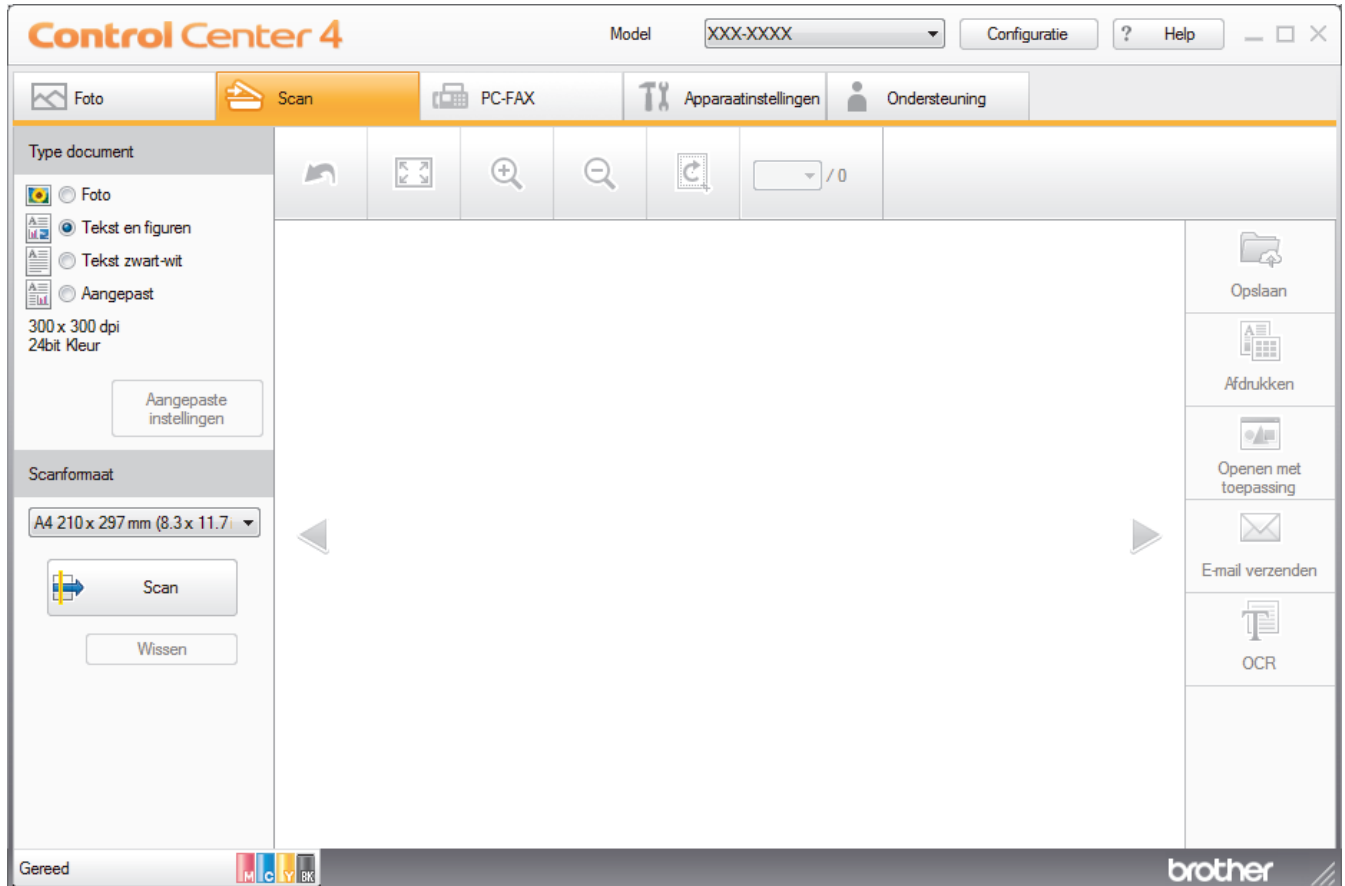 Control Center 4
Model XXX-XXXX Configuratie ? Help
Foto Scan PC-FAX Apparaatinstellingen Ondersteuning
Type document
/ 0
Foto
Tekst en figuren
Tekst zwart-wit
Aangepast
300 x 300 dpi
24bit Kleur
Aangepaste
instellingen
Scanformaat
A4 210 x 297 mm (8.3 x 11.7
Scan
Wissen
Opslaan
Afdrukken
Openen met
toepassing
E-mail verzenden
OCR
Gereed M C Y BK brother